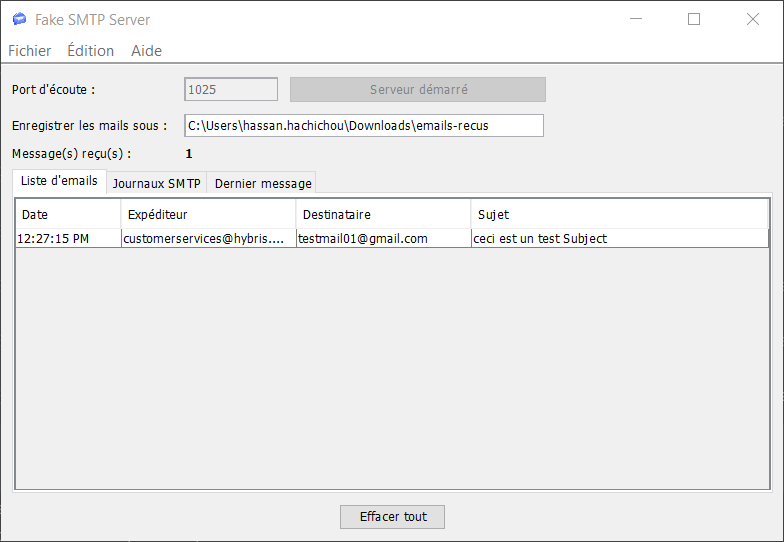 Fake SMTP Server
Fichier Édition Aide
Port d'écoute : 1025 Serveur démarré
Enregistrer les mails sous : C:\Users\hassan.hachichou\Downloads\emails-recus
Message(s) reçu(s) : 1
Liste d'emails Journaux SMTP Dernier message
Date Expéditeur Destinataire Sujet
12:27:15 PM customerservices@hybris.... testmail01@gmail.com ceci est un test Subject
Effacer tout